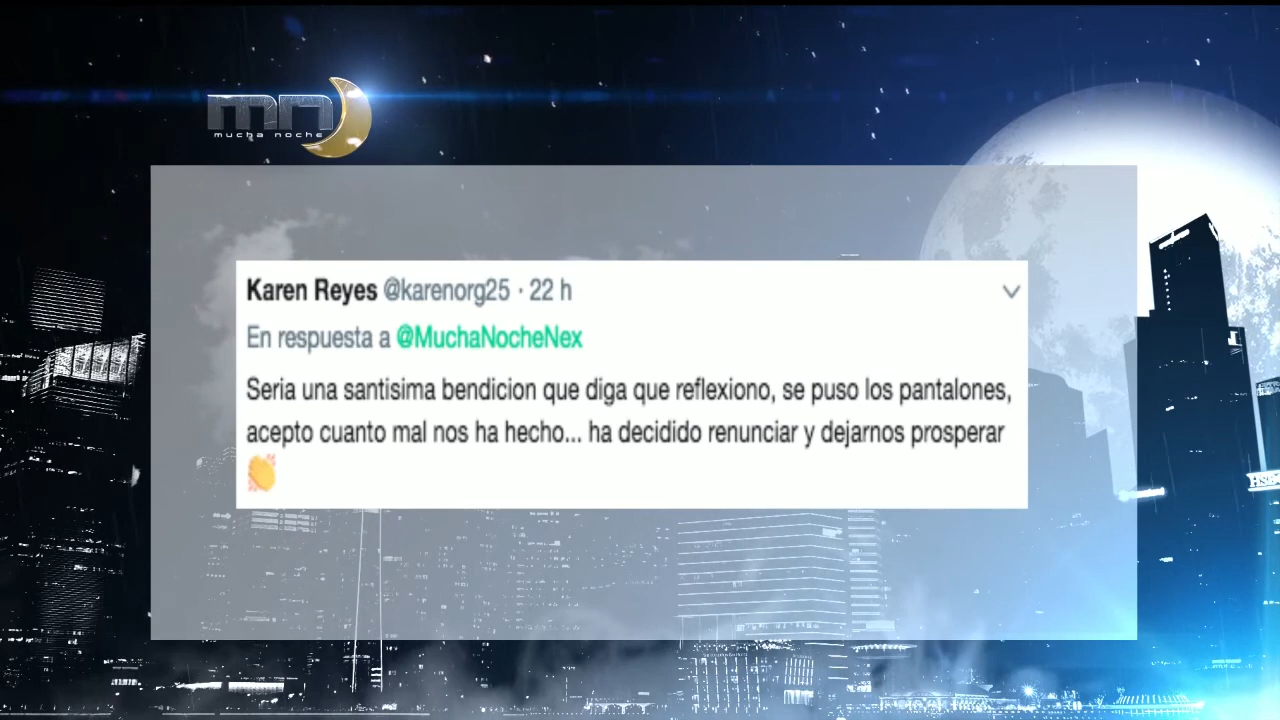 mn
mucha noche
Karen Reyes @karenorg25 · 22 h
En respuesta a @MuchaNocheNex
Seria una santisima bendicion que diga que reflexiono, se puso los pantalones,
acepto cuanto mal nos ha hecho... ha decidido renunciar y dejarnos prosperar
👏